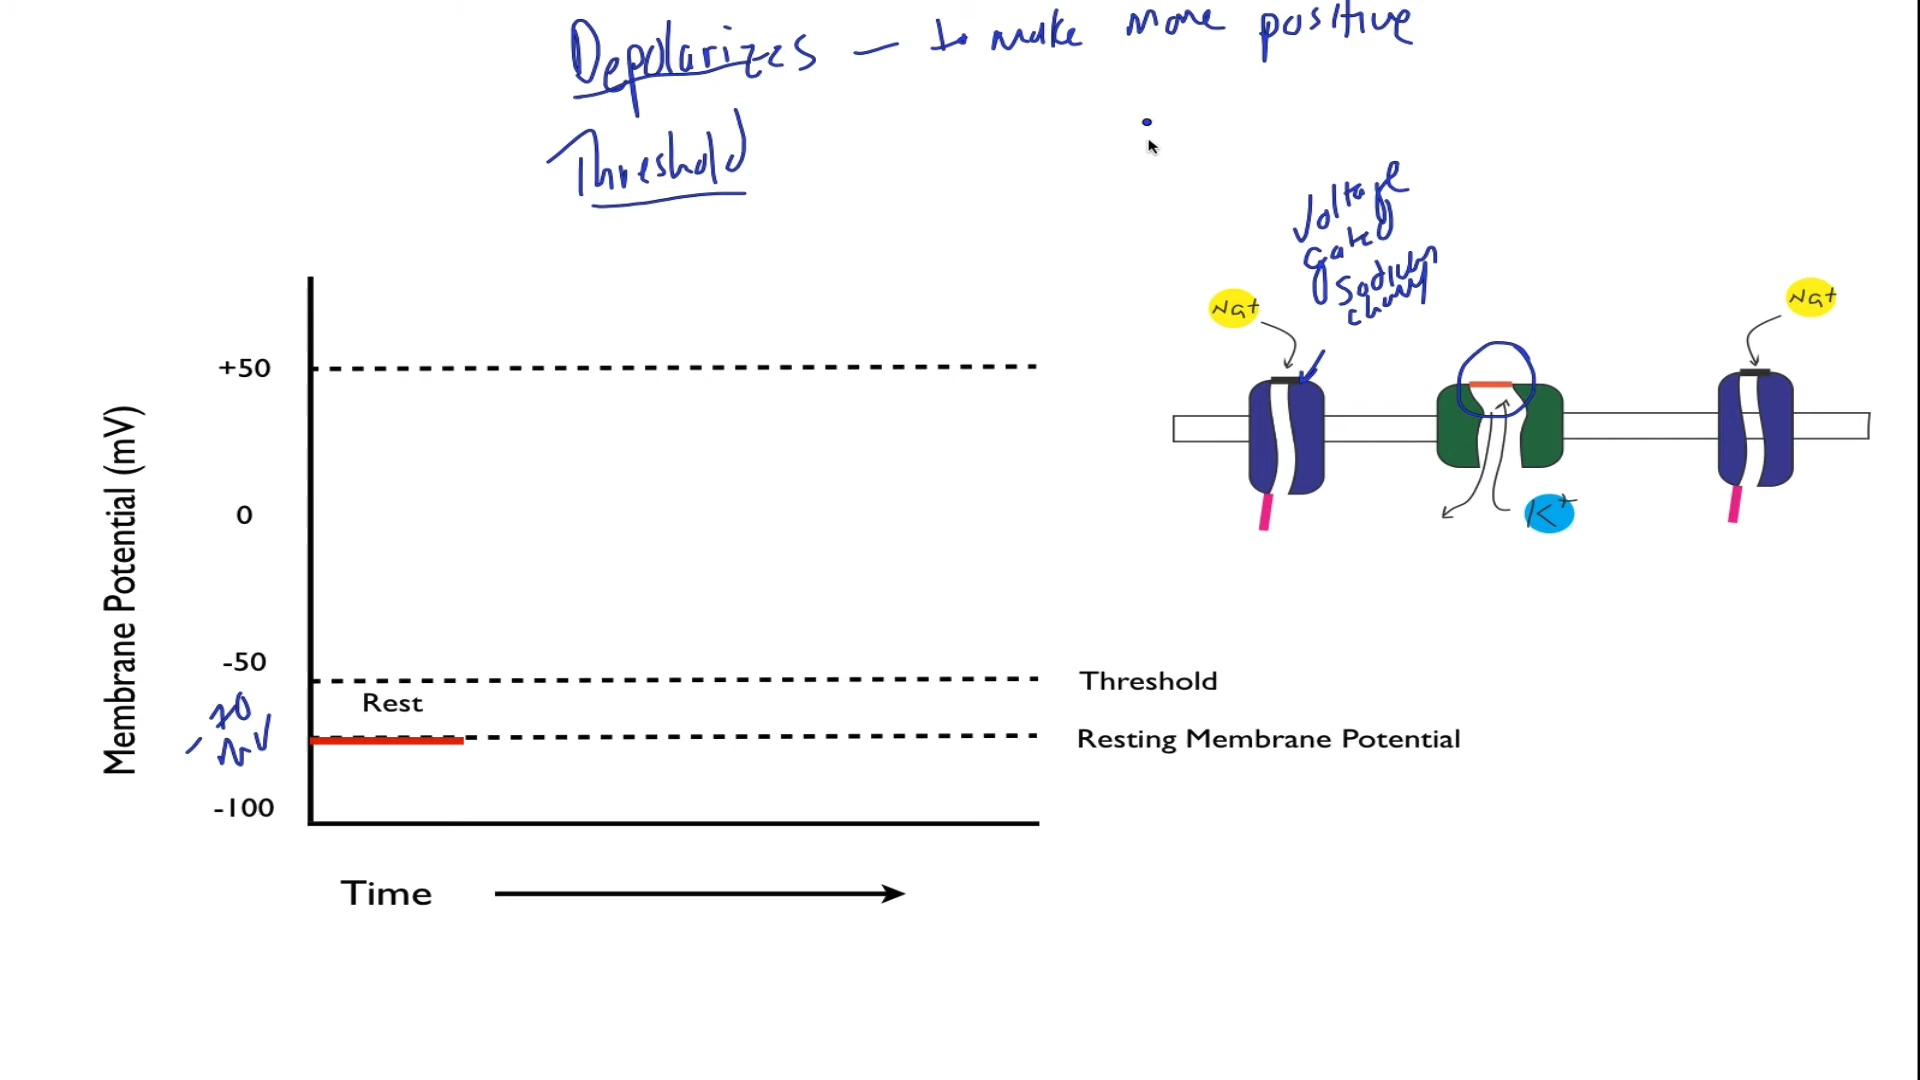 Depolarizes – to make more positive
Threshold
Voltage
gated
Sodium
Na+
Na+
+50
K+
0
Membrane Potential (mV)
-50
Threshold
Rest
-70
mV
Resting Membrane Potential
-100
Time